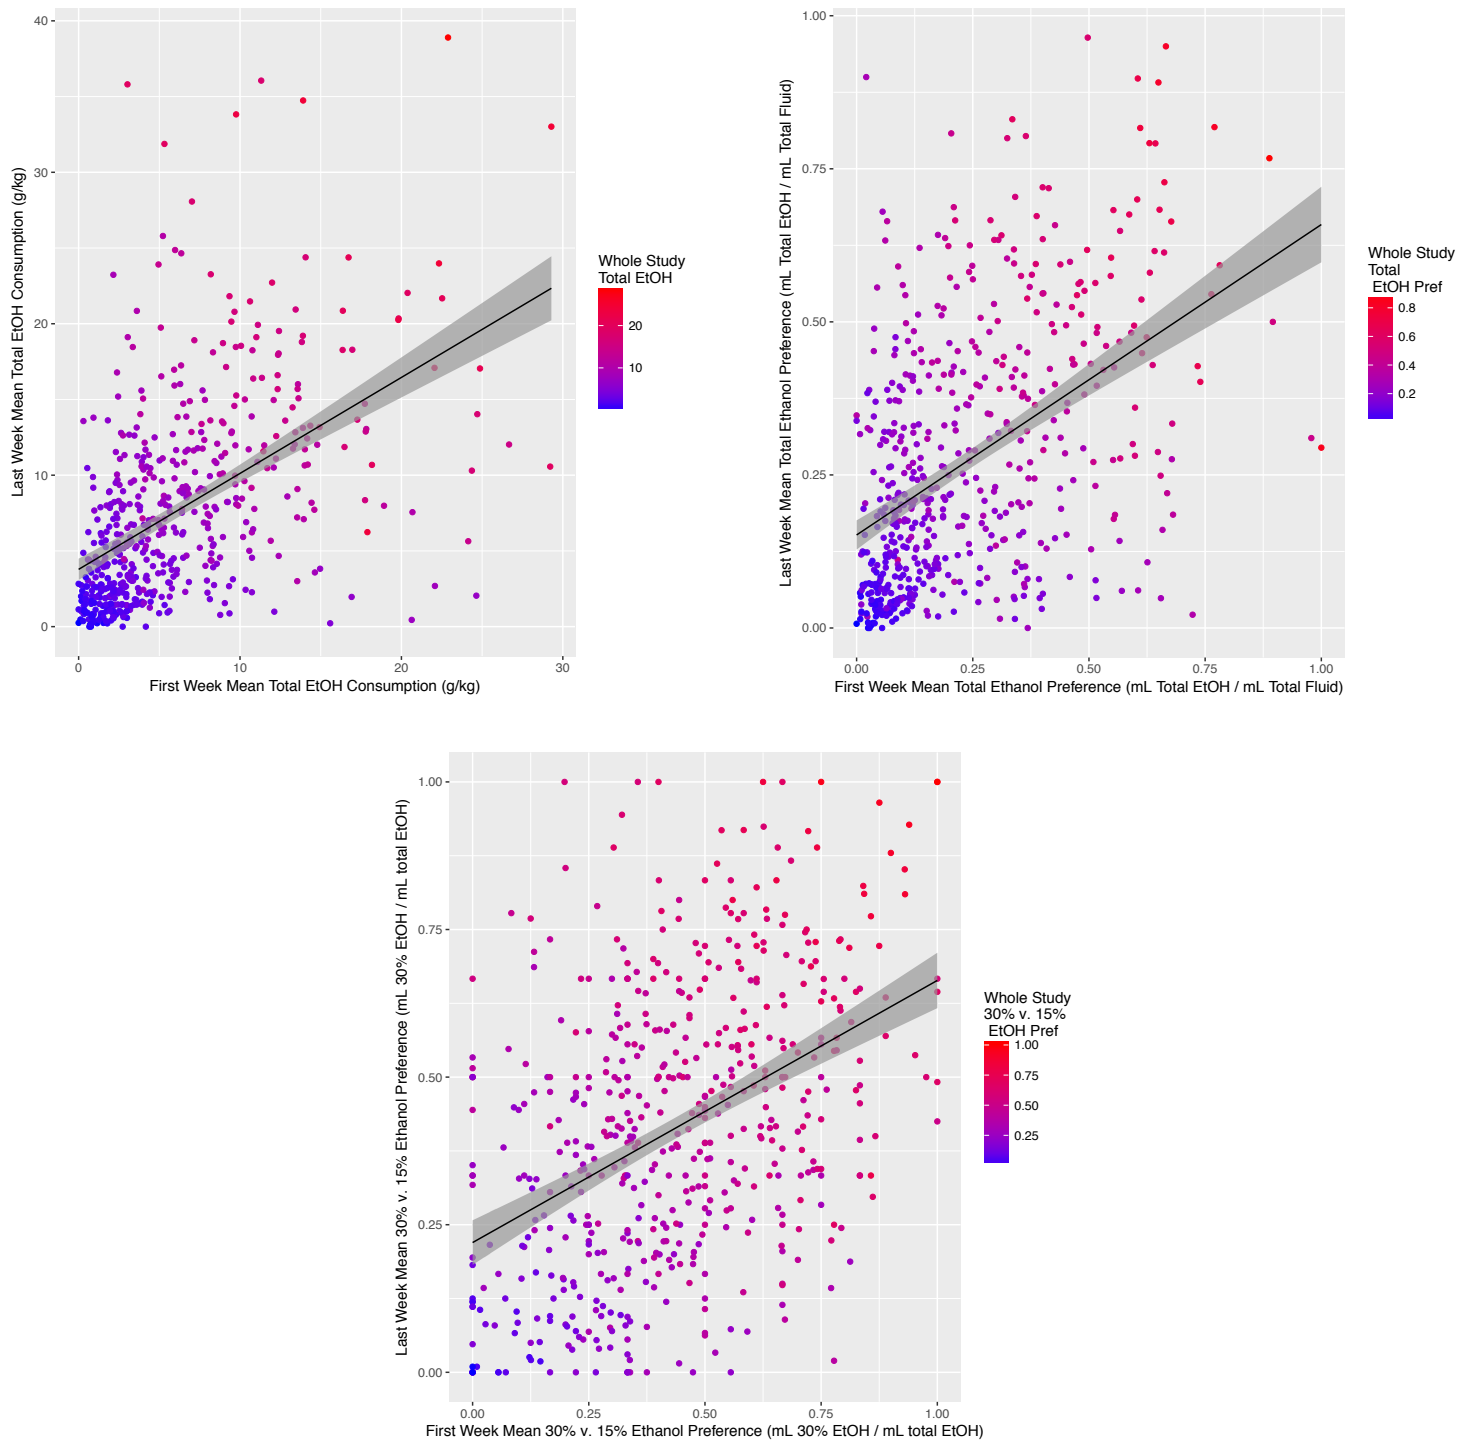 40
30
20
10
0
Last Week Mean Total EtOH Consumption (g/kg)
0 10 20 30
First Week Mean Total EtOH Consumption (g/kg)
Whole Study
Total EtOH
20
10
1.00
0.75
0.50
0.25
0.00
Last Week Mean Total Ethanol Preference (mL Total EtOH / mL Total Fluid)
0.00 0.25 0.50 0.75 1.00
First Week Mean Total Ethanol Preference (mL Total EtOH / mL Total Fluid)
Whole Study
Total
EtOH Pref
0.8
0.6
0.4
0.2
1.00
0.75
0.50
0.25
0.00
Last Week Mean 30% v. 15% Ethanol Preference (mL 30% EtOH / mL total EtOH)
0.00 0.25 0.50 0.75 1.00
First Week Mean 30% v. 15% Ethanol Preference (mL 30% EtOH / mL total EtOH)
Whole Study
30% v. 15%
EtOH Pref
1.00
0.75
0.50
0.25